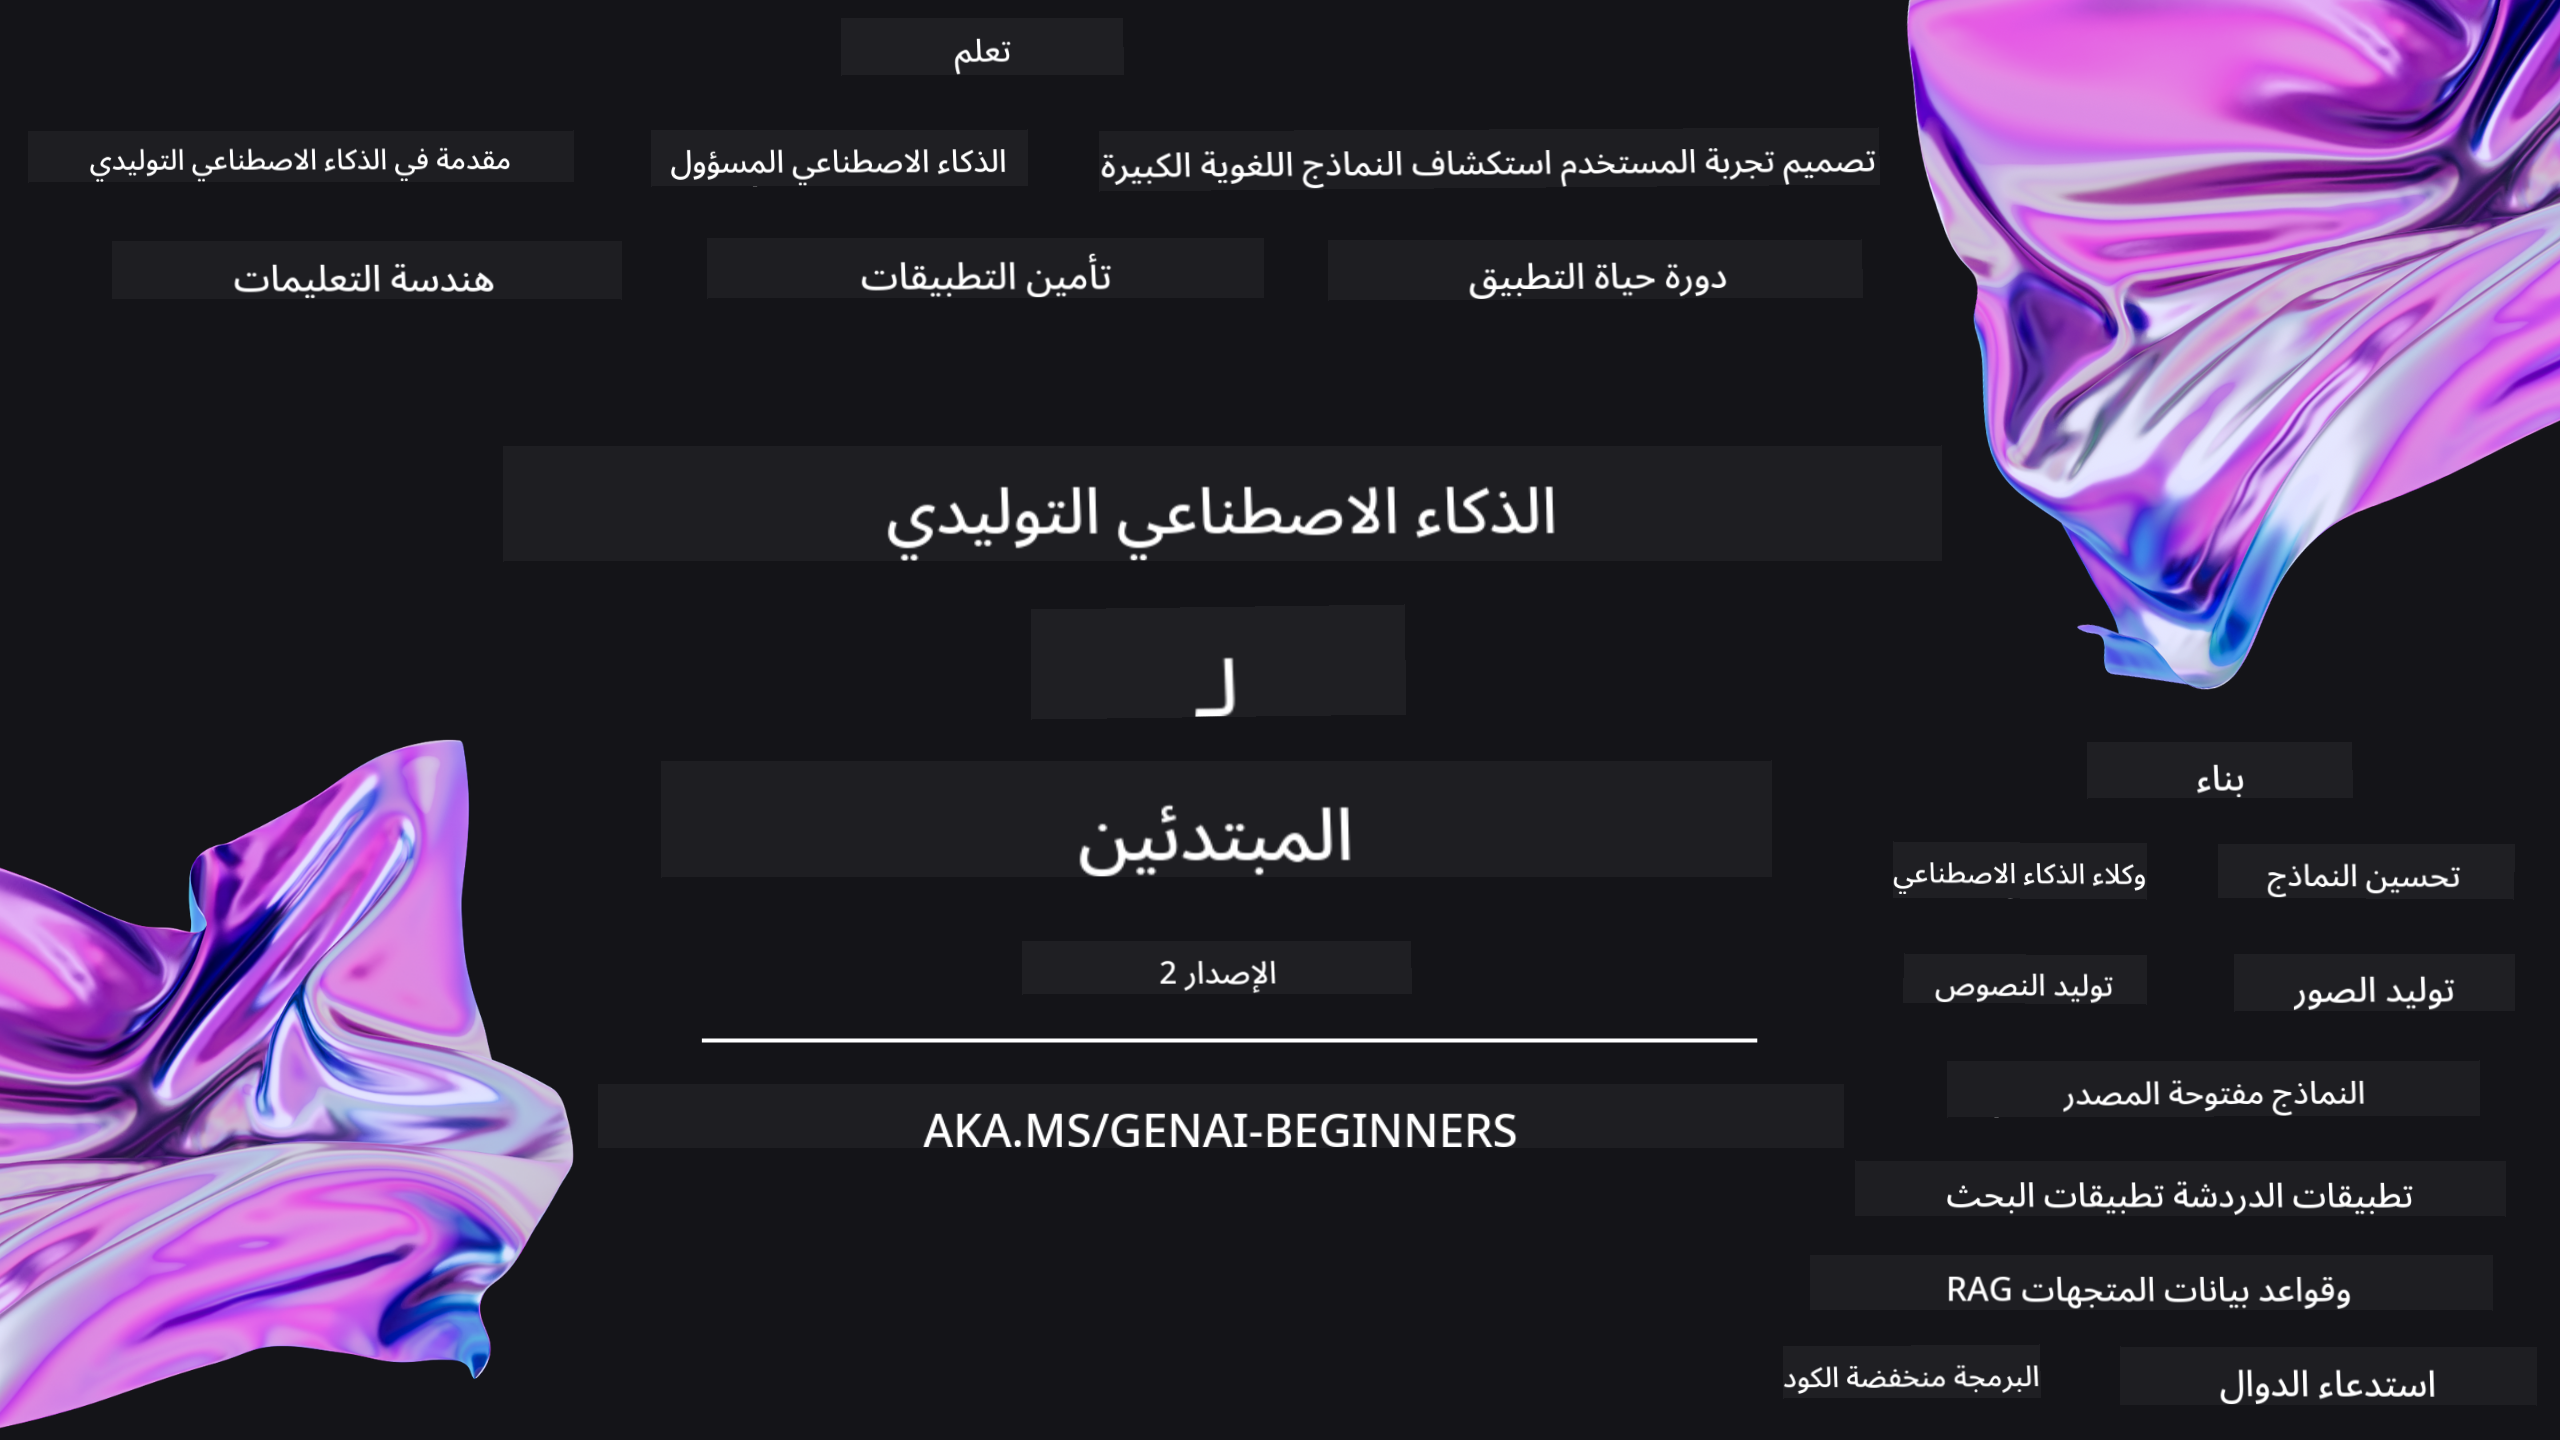 تعلم
تصميم تجربة المستخدم استكشاف النماذج اللغوية الكبيرة
الذكاء الاصطناعي المسؤول
مقدمة في الذكاء الاصطناعي التوليدي
دورة حياة التطبيق
تأمين التطبيقات
هندسة التعليمات
الذكاء الاصطناعي التوليدي
لـ
المبتدئين
الإصدار 2
AKA.MS/GENAI-BEGINNERS
بناء
تحسين النماذج
وكلاء الذكاء الاصطناعي
توليد الصور
توليد النصوص
النماذج مفتوحة المصدر
تطبيقات الدردشة تطبيقات البحث
وقواعد بيانات المتجهات RAG
استدعاء الدوال
البرمجة منخفضة الكود